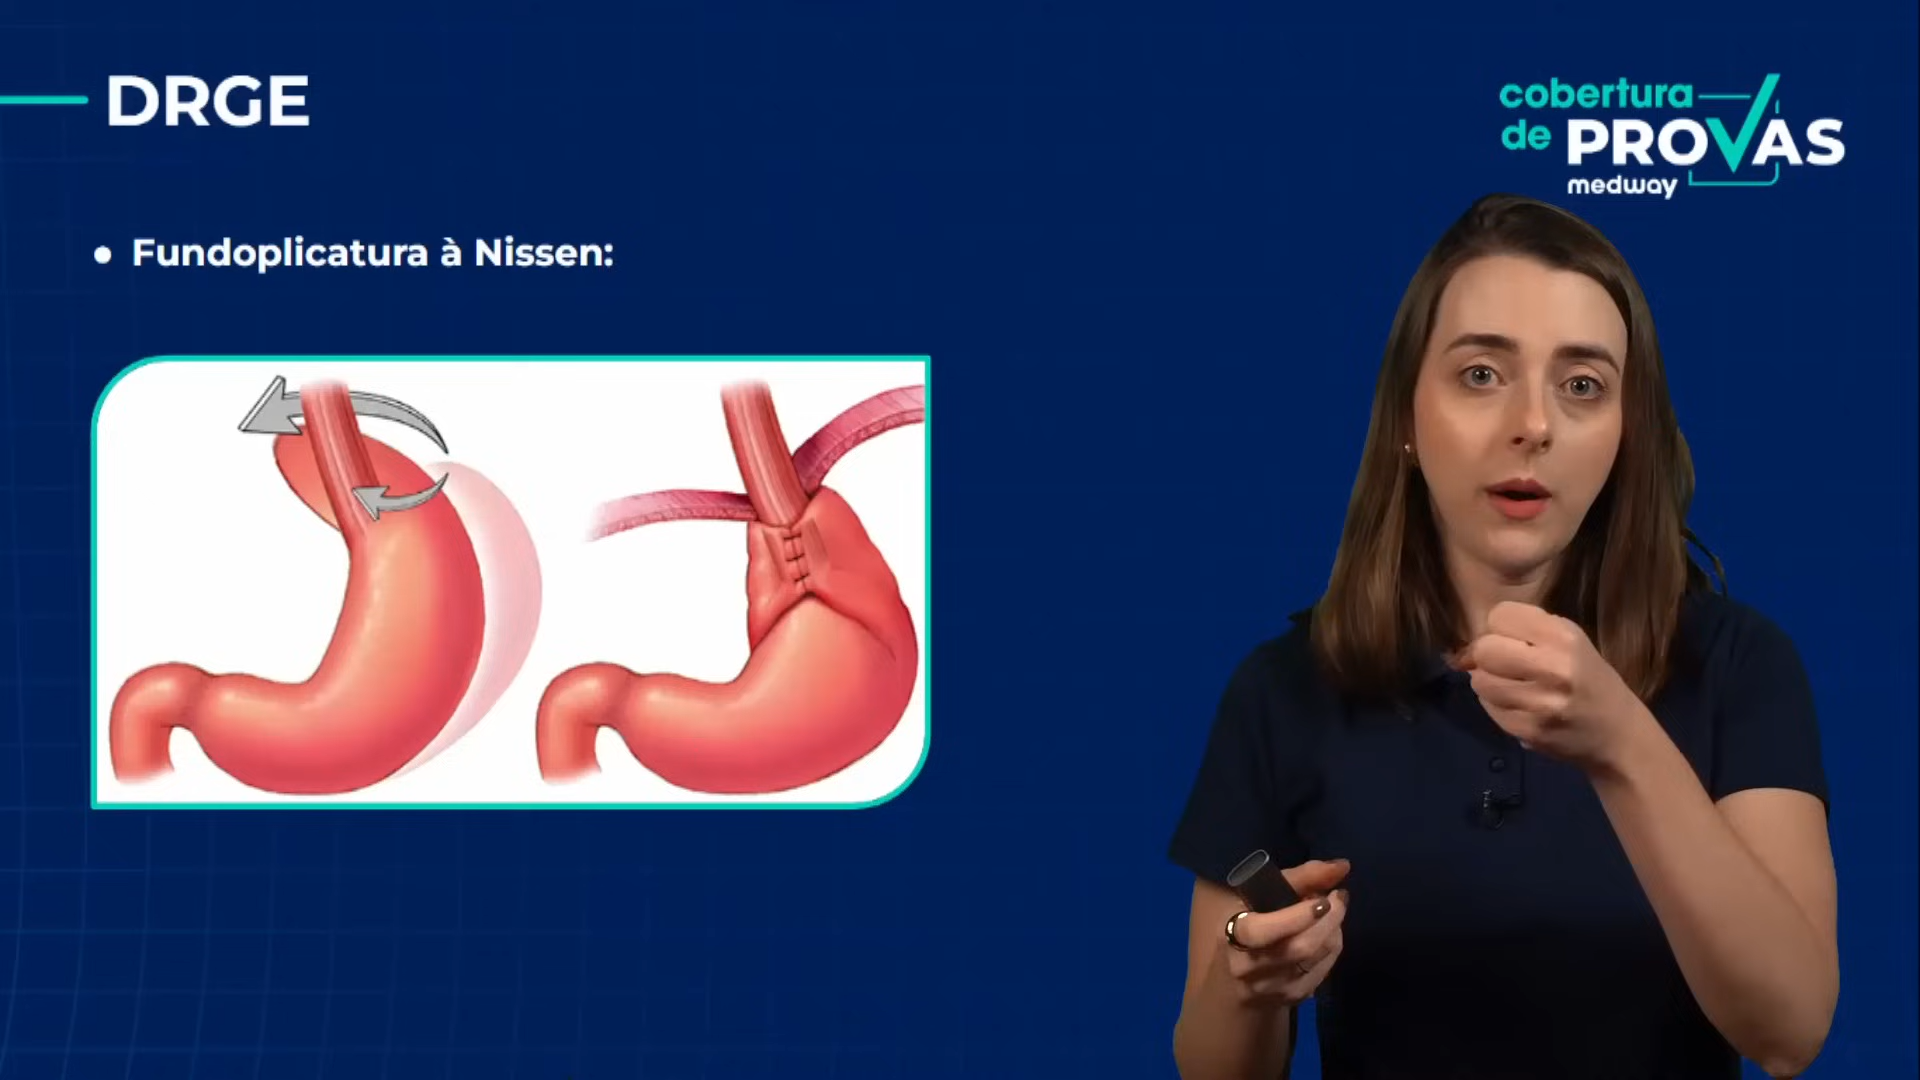 DRGE
cobertura
de PROVAS
medway
● Fundoplicatura à Nissen: